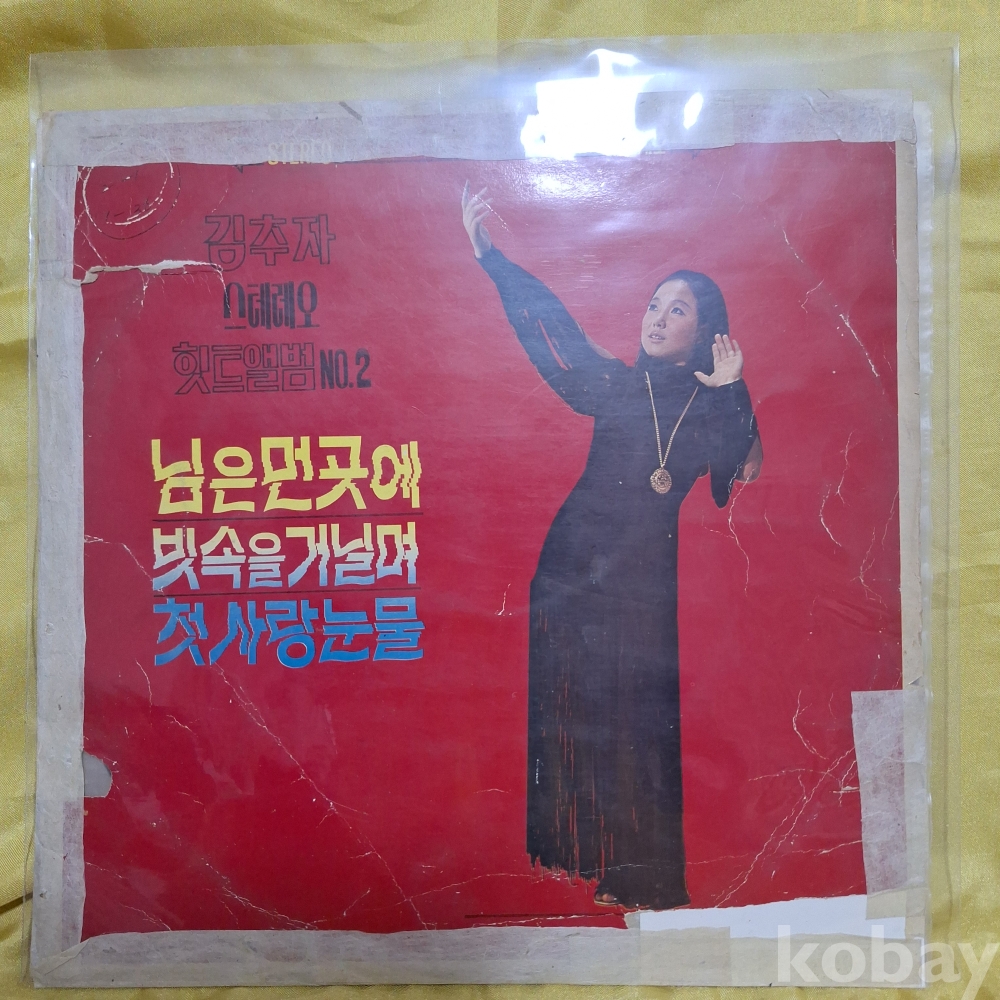 STEREO
김추자
스테레오
힛트앨범 NO.2
님은먼곳에
빗속을거닐며
첫사랑눈물
kobay